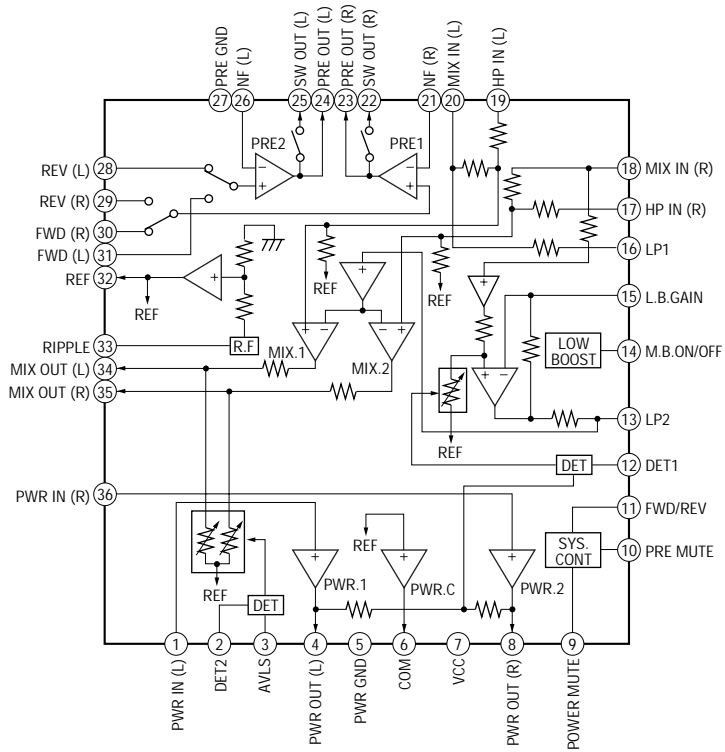 PRE GND
NF (L)
SW OUT (L)
PRE OUT (L)
PRE OUT (R)
SW OUT (R)
NF (R)
MIX IN (L)
HP IN (L)
27
26
25
24
23
22
21
20
19
PRE2
PRE1
REV (L) 28
REV (R) 29
FWD (R) 30
FWD (L) 31
REF 32
RIPPLE 33
MIX OUT (L) 34
MIX OUT (R) 35
PWR IN (R) 36
18 MIX IN (R)
17 HP IN (R)
16 LP1
15 L.B.GAIN
14 M.B.ON/OFF
13 LP2
12 DET1
11 FWD/REV
10 PRE MUTE
− +
− +
+
REF
R.F
REF
REF
+
− +
− +
MIX.1
MIX.2
+
+ −
LOW
BOOST
REF
DET
SYS.
CONT
REF
DET
REF
+
+
+
PWR.1
PWR.C
PWR.2
1
2
3
4
5
6
7
8
9
PWR IN (L)
DET2
AVLS
PWR OUT (L)
PWR GND
COM
VCC
PWR OUT (R)
POWER MUTE